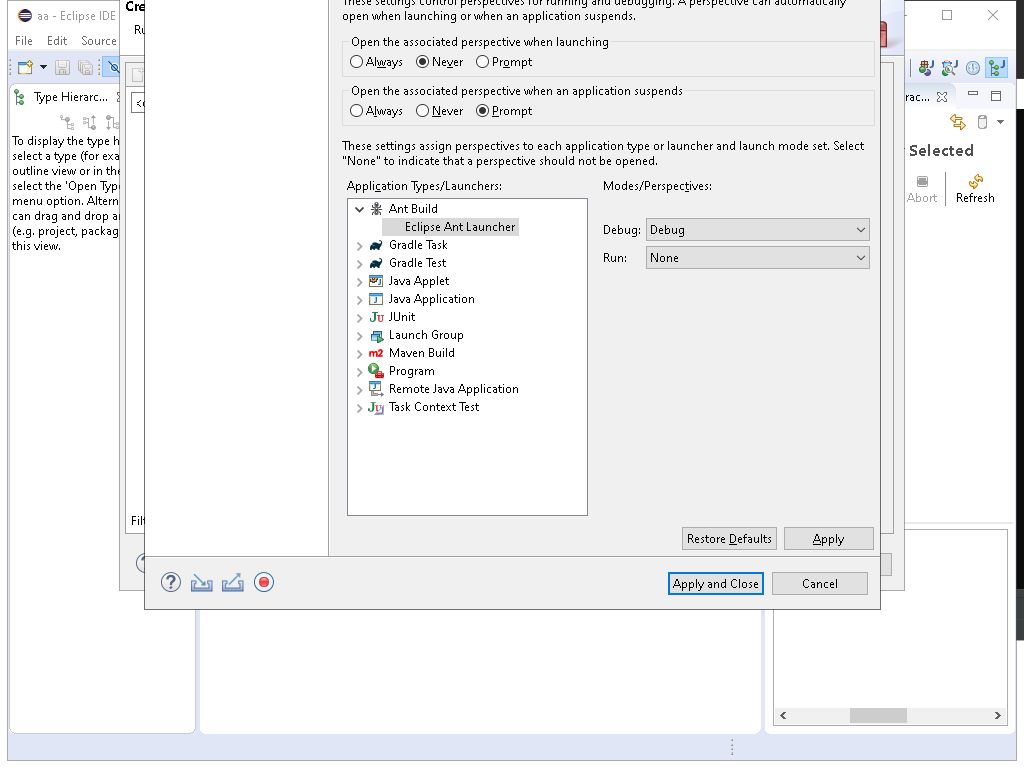 These settings control perspectives for running and debugging. A perspective can automatically
open when launching or when an application suspends.
aa - Eclipse IDE
Cre
Ru
File Edit Source
Open the associated perspective when launching
Always Never Prompt
Open the associated perspective when an application suspends
Always Never Prompt
Type Hierarc...
rac...
To display the type h
select a type (for exa
outline view or in the
select the 'Open Type
menu option. Altern
can drag and drop a
(e.g. project, packag
this view.
These settings assign perspectives to each application type or launcher and launch mode set. Select
"None" to indicate that a perspective should not be opened.
Selected
Abort
Refresh
Application Types/Launchers:
Modes/Perspectives:
Ant Build
Eclipse Ant Launcher
Gradle Task
Gradle Test
Java Applet
Java Application
JUnit
Launch Group
Maven Build
Program
Remote Java Application
Task Context Test
Debug: Debug
Run: None
Filt
Restore Defaults
Apply
Apply and Close
Cancel